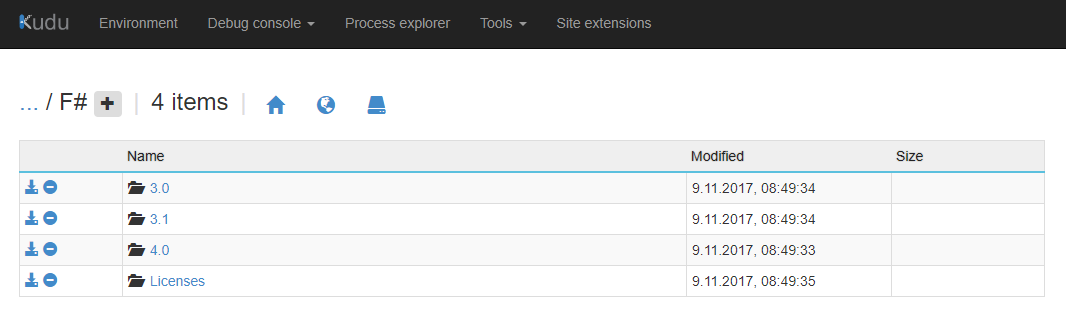 Kudu Environment Debug console Process explorer Tools Site extensions
... / F# + | 4 items |
Name Modified Size
3.0 9.11.2017, 08:49:34
3.1 9.11.2017, 08:49:34
4.0 9.11.2017, 08:49:33
Licenses 9.11.2017, 08:49:35